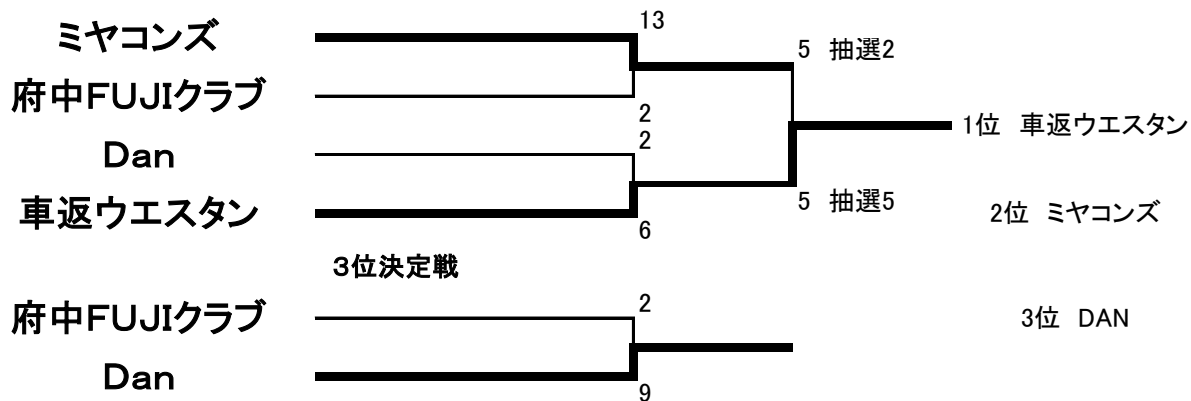 ミヤコンズ
13
5 抽選2
府中FUJIクラブ
2
1位 車返ウエスタン
Dan
2
車返ウエスタン
6
5 抽選5
2位 ミヤコンズ
3位決定戦
府中FUJIクラブ
2
3位 DAN
Dan
9